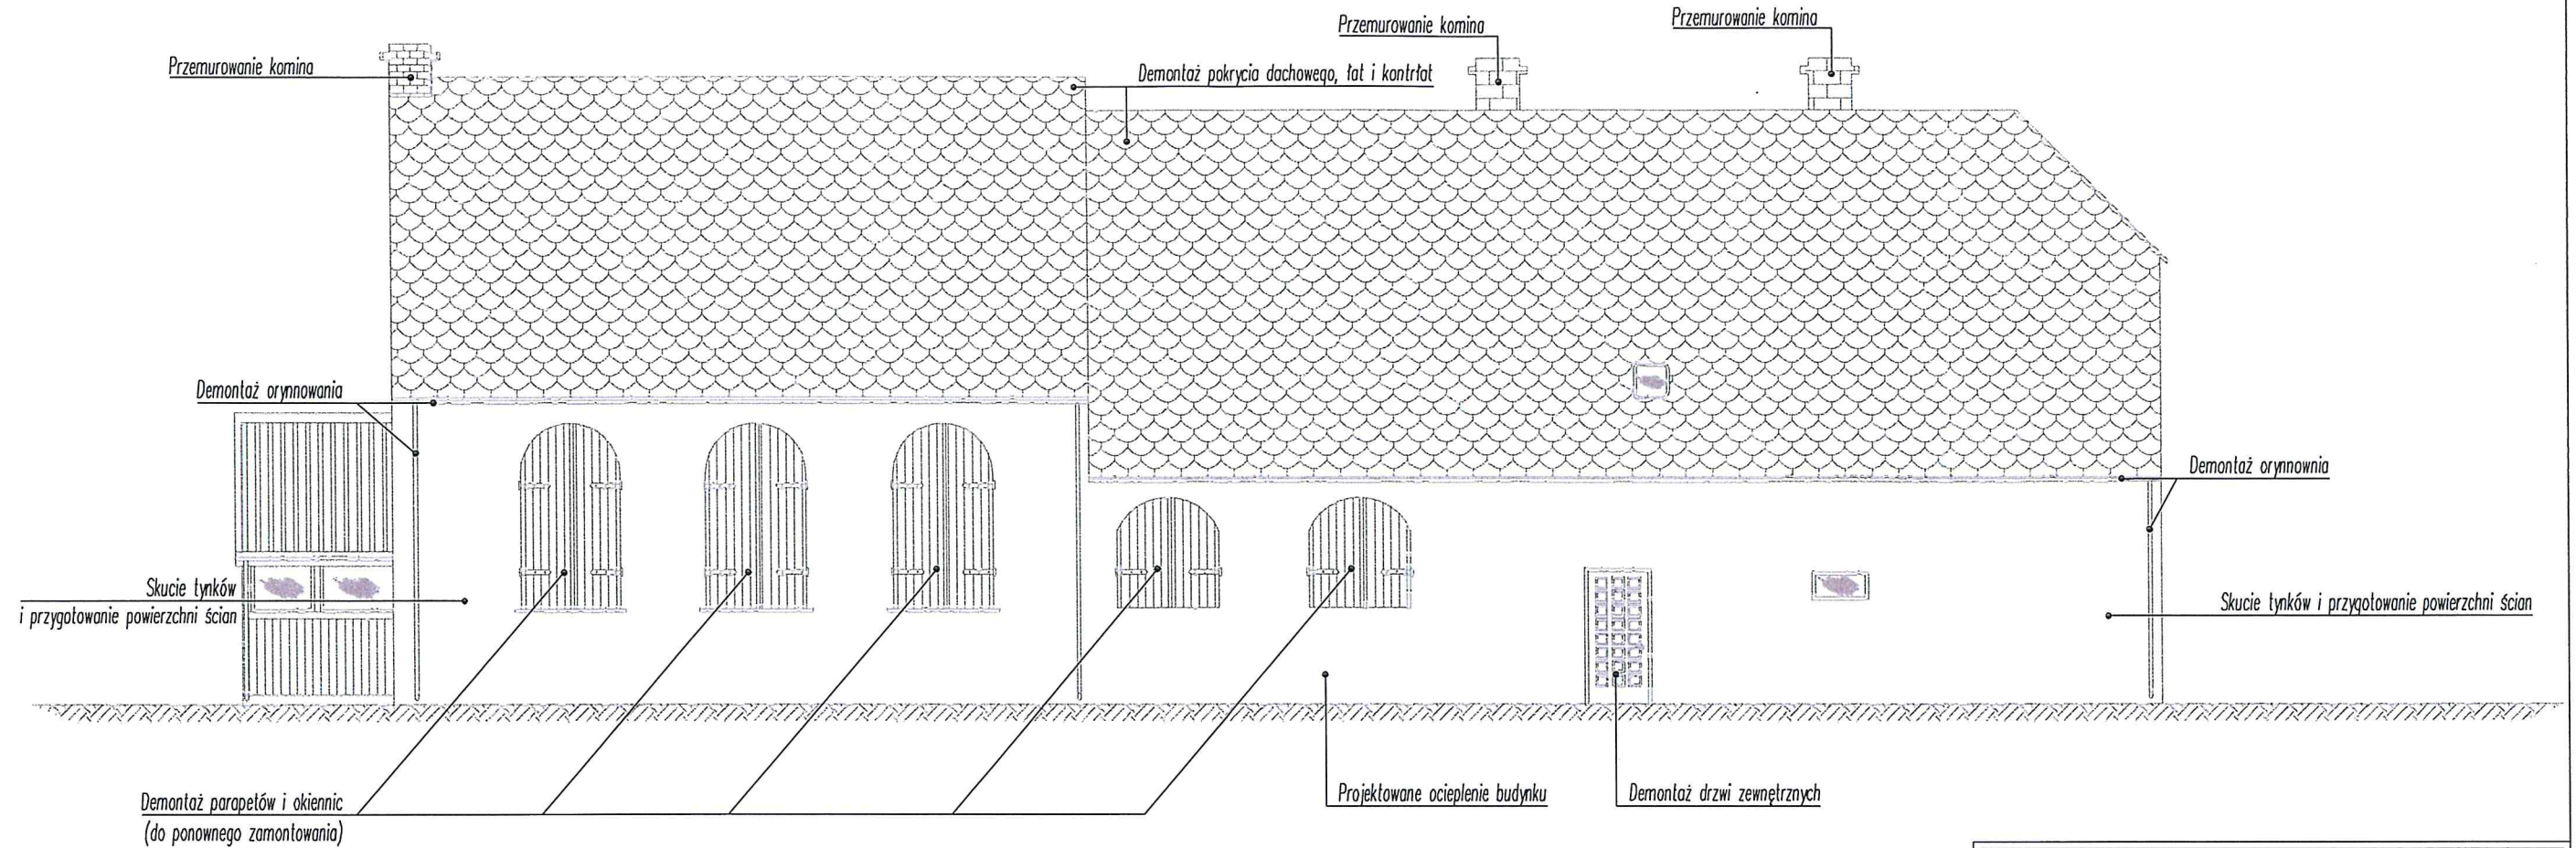 Przemurowanie komina
Przemurowanie komina
Przemurowanie komina
Demontaż pokrycia dachowego, łat i kontrłat
Demontaż orynnowania
Demontaż orynnownia
Skucie tynków
i przygotowanie powierzchni ścian
Skucie tynków i przygotowanie powierzchni ścian
Demontaż parapetów i okiennic
(do ponownego zamontowania)
Projektowane ocieplenie budynku
Demontaż drzwi zewnętrznych